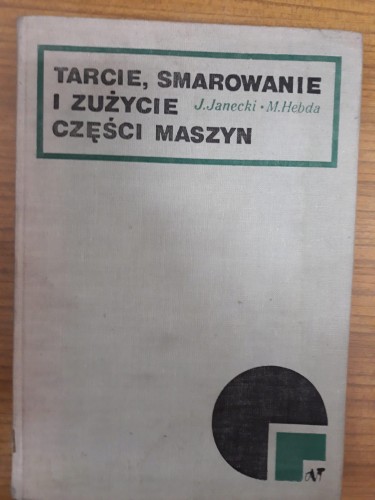 TARCIE, SMAROWANIE
I ZUŻYCIE J. Janecki • M. Hebda
CZĘŚCI MASZYN